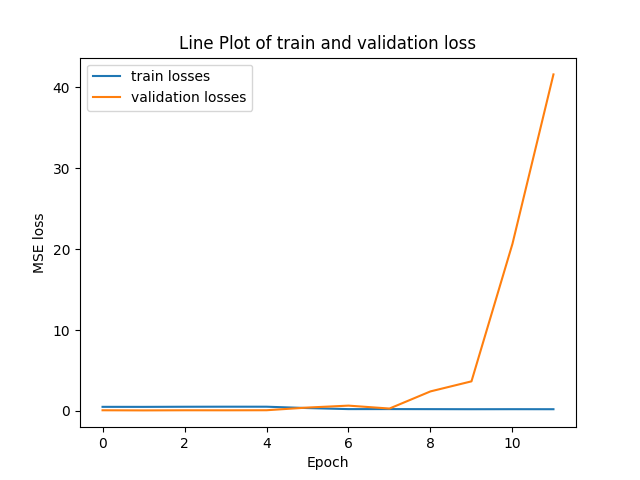 Line Plot of train and validation loss
train losses
validation losses
40
30
20
10
0
MSE loss
0 2 4 6 8 10
Epoch